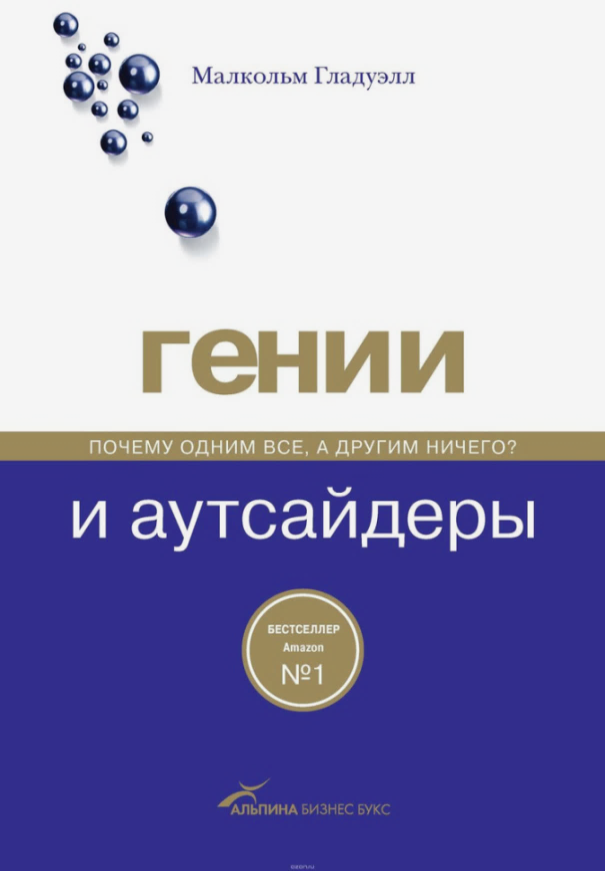 Малкольм Гладуэлл
гении
ПОЧЕМУ ОДНИМ ВСЕ, А ДРУГИМ НИЧЕГО?
и аутсайдеры
БЕСТСЕЛЛЕР
Amazon
№1
АЛЬПИНА БИЗНЕС БУКС